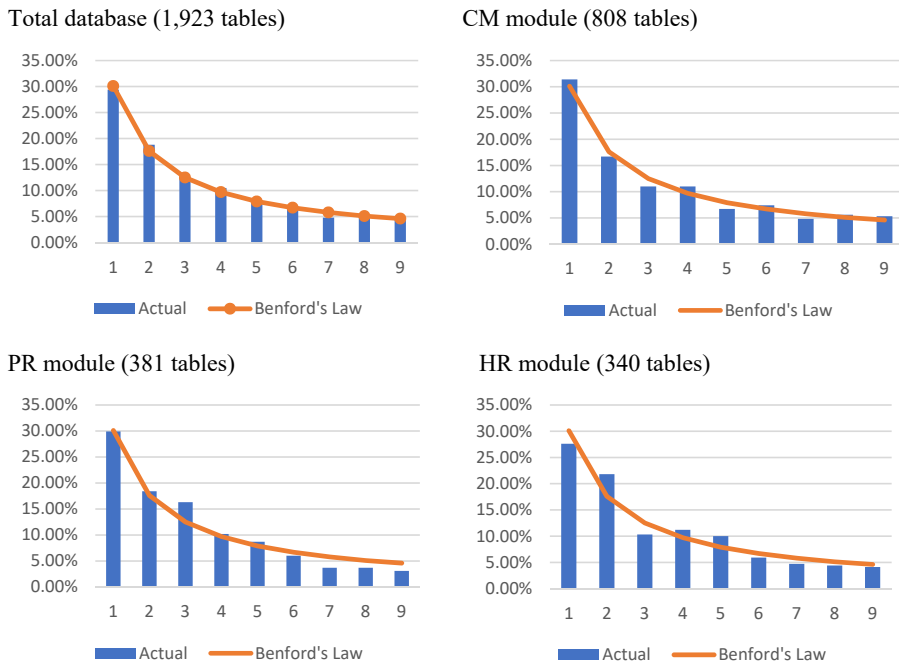 Total database (1,923 tables)
35.00%
30.00%
25.00%
20.00%
15.00%
10.00%
5.00%
0.00%
1 2 3 4 5 6 7 8 9
Actual Benford's Law
CM module (808 tables)
35.00%
30.00%
25.00%
20.00%
15.00%
10.00%
5.00%
0.00%
1 2 3 4 5 6 7 8 9
Actual Benford's Law
PR module (381 tables)
35.00%
30.00%
25.00%
20.00%
15.00%
10.00%
5.00%
0.00%
1 2 3 4 5 6 7 8 9
Actual Benford's Law
HR module (340 tables)
35.00%
30.00%
25.00%
20.00%
15.00%
10.00%
5.00%
0.00%
1 2 3 4 5 6 7 8 9
Actual Benford's Law